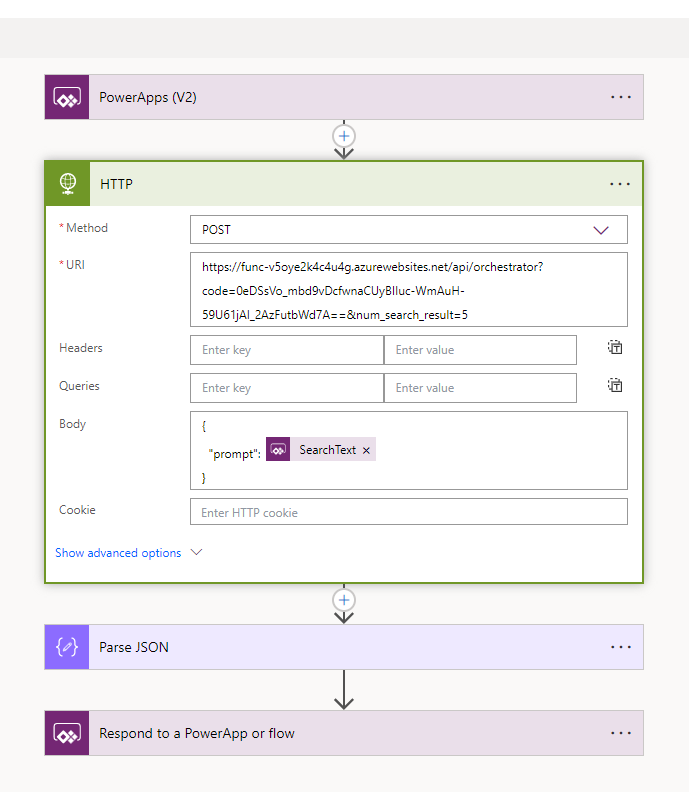 PowerApps (V2)
HTTP
* Method
POST
* URI
https://func-v5oye2k4c4u4g.azurewebsites.net/api/orchestrator?
code=0eDSsVo_mbd9vDcfwnaCUyBIluc-WmAuH-
59U61jAI_2AzFutbWd7A==&num_search_result=5
Headers
Enter key
Enter value
Queries
Enter key
Enter value
Body
{
"prompt": SearchText ×
}
Cookie
Enter HTTP cookie
Show advanced options
Parse JSON
Respond to a PowerApp or flow